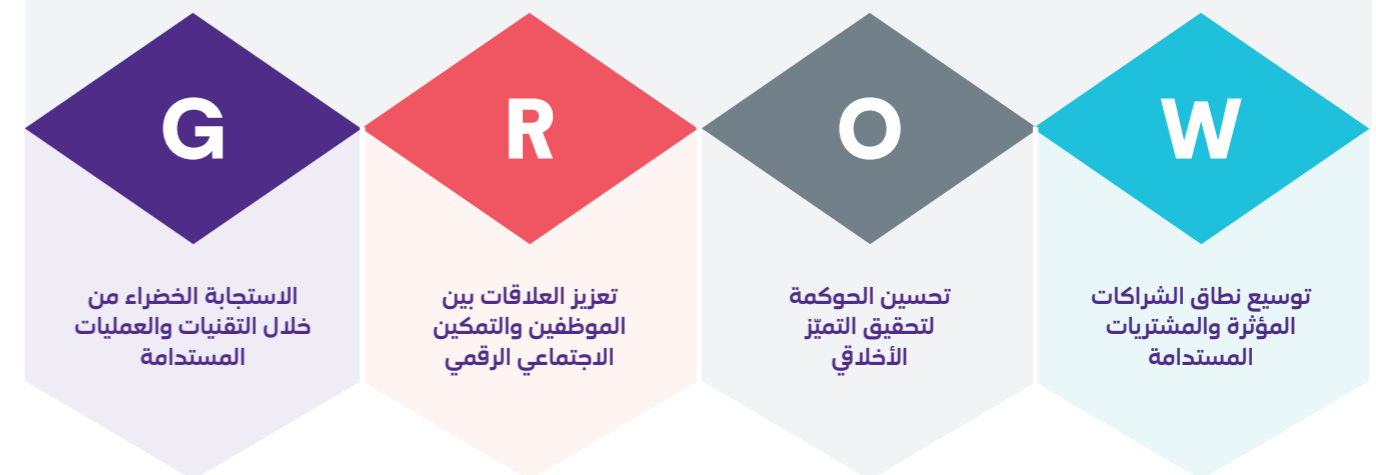 G
الاستجابة الخضراء من
خلال التقنيات والعمليات
المستدامة
R
تعزيز العلاقات بين
الموظفين والتمكين
الاجتماعي الرقمي
O
تحسين الحوكمة
لتحقيق التميّز
الأخلاقي
W
توسيع نطاق الشراكات
المؤثرة والمشتريات
المستدامة